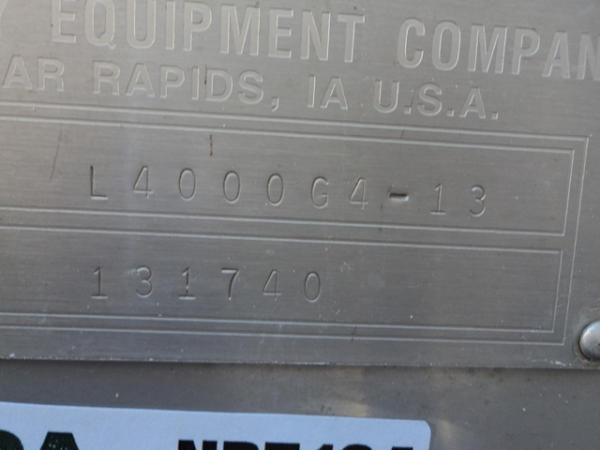 Y EQUIPMENT COMPAN
AR RAPIDS, IA U.S.A.
L4000G4-13
131740